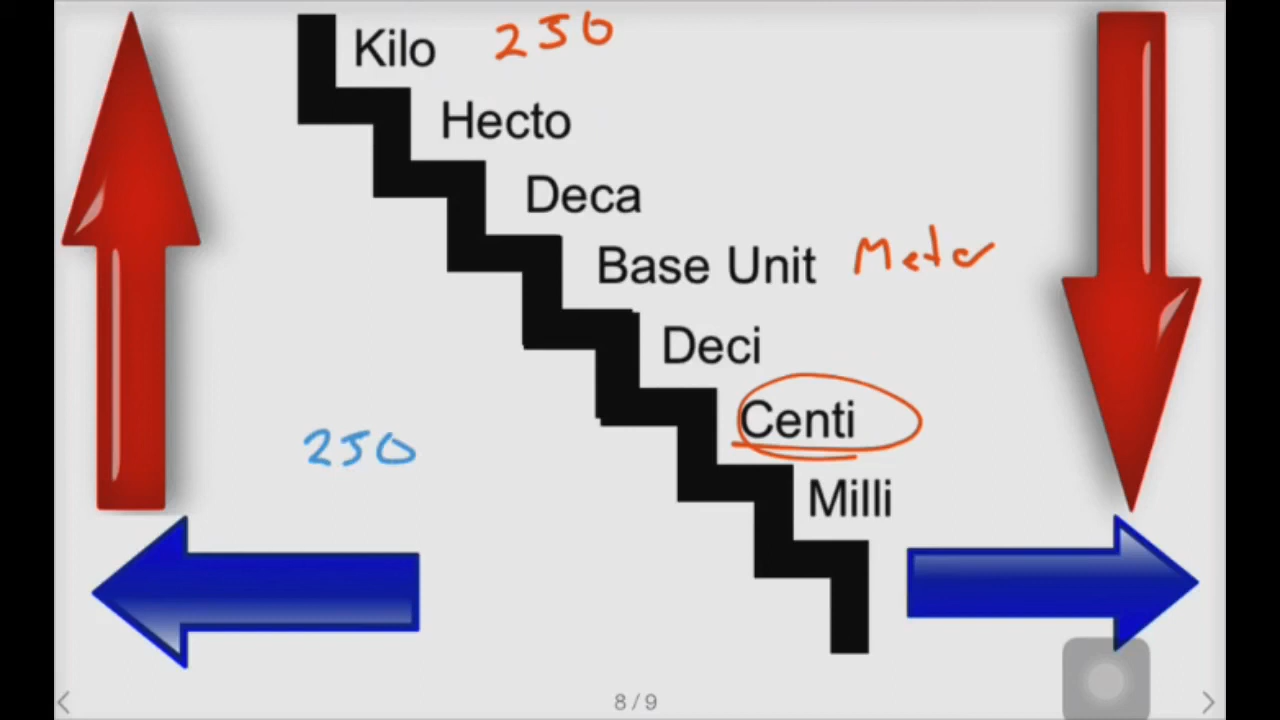 Kilo 250
Hecto
Deca
Base Unit Meter
Deci
Centi
250
Milli
8 / 9